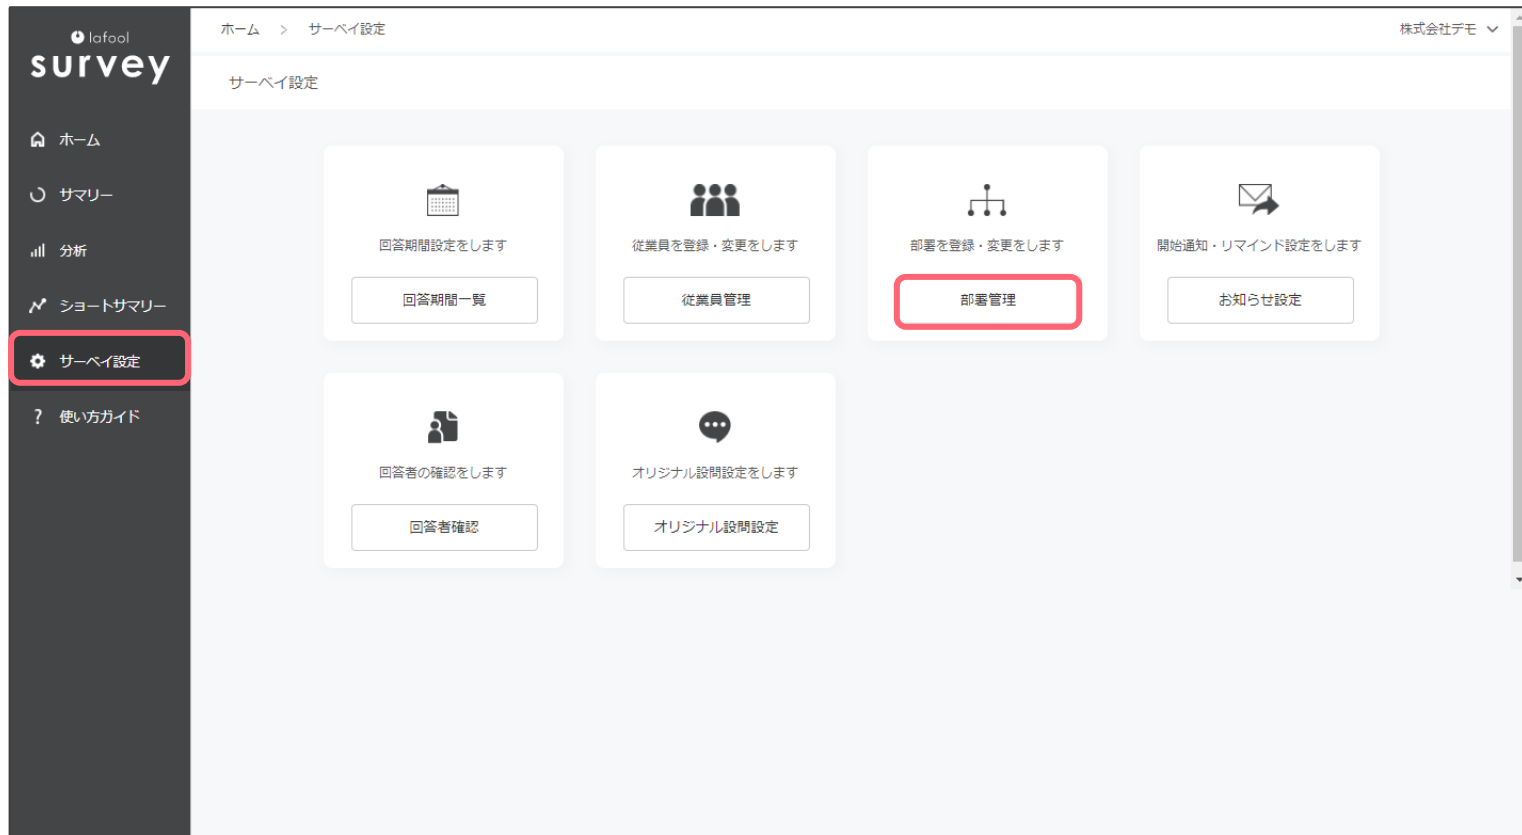 lafool
survey
ホーム
サマリー
分析
ショートサマリー
サーベイ設定
? 使い方ガイド
ホーム > サーベイ設定
株式会社デモ
サーベイ設定
回答期間設定をします
回答期間一覧
従業員を登録・変更をします
従業員管理
部署を登録・変更をします
部署管理
開始通知・リマインド設定をします
お知らせ設定
回答者の確認をします
回答者確認
オリジナル設問設定をします
オリジナル設問設定